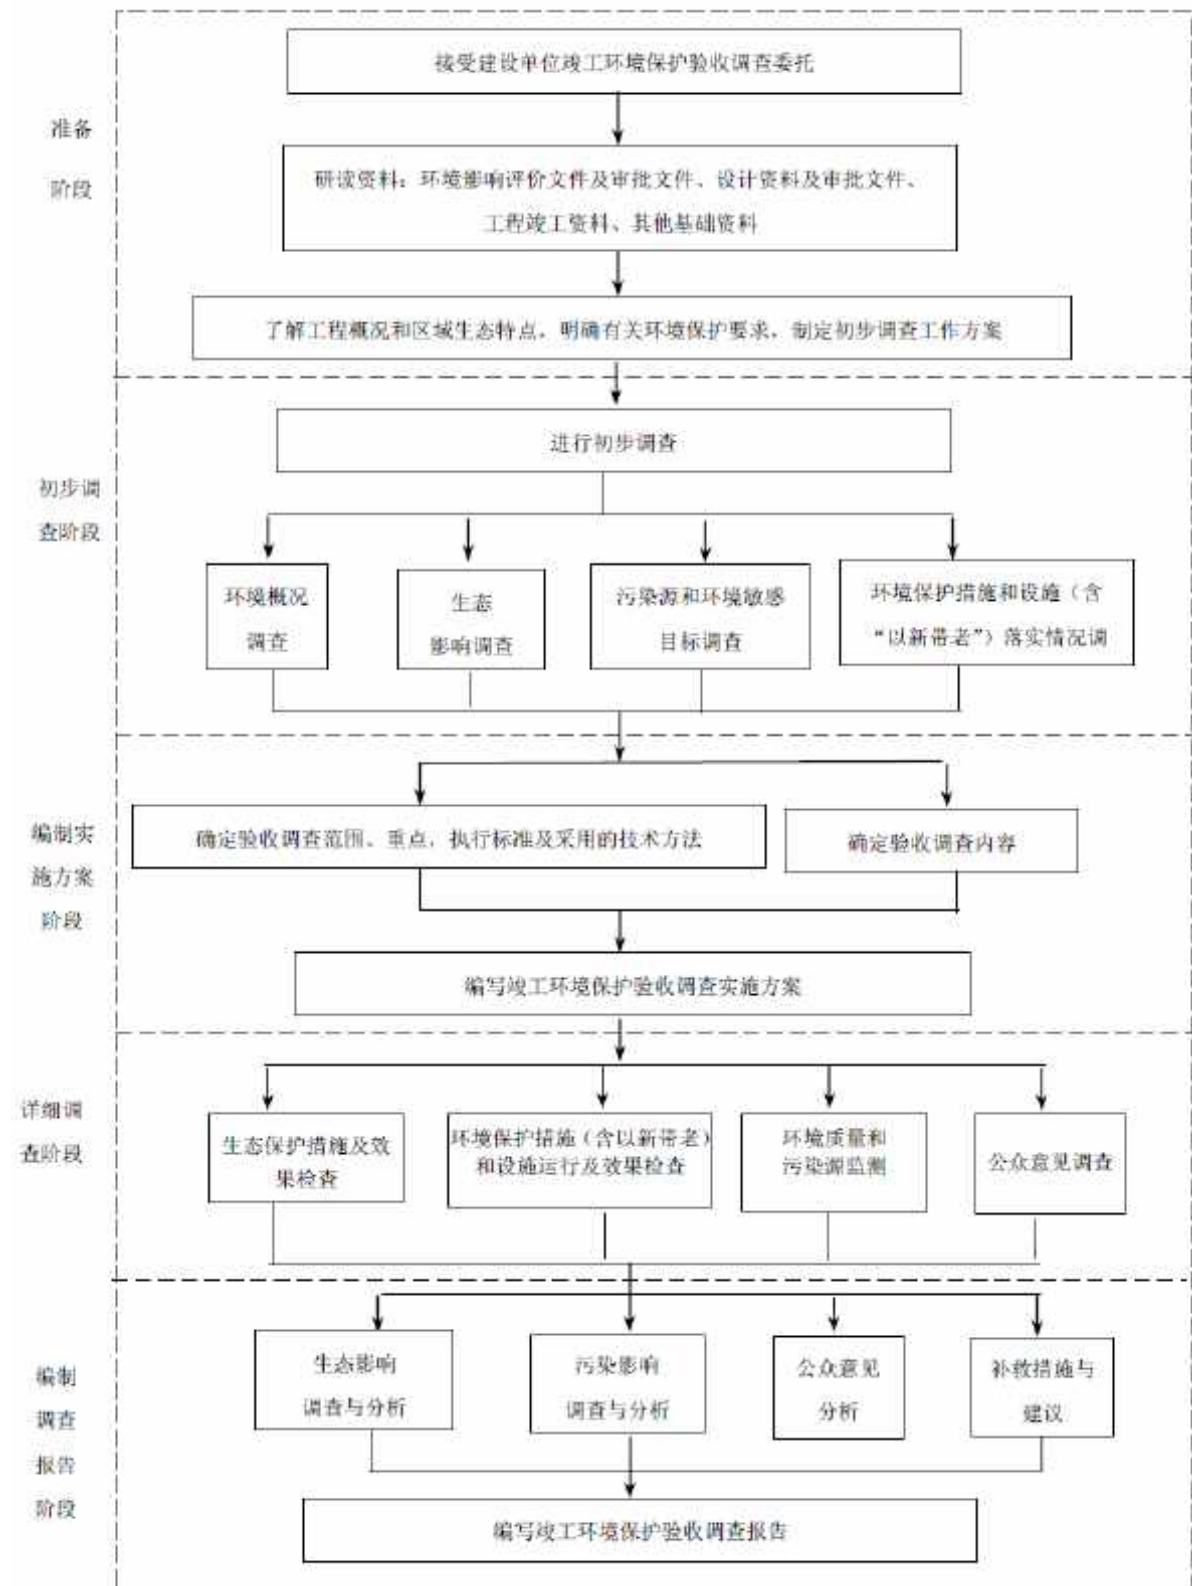 接受建设单位竣工环境保护验收调查委托
准备
阶段
研读资料：环境影响评价文件及审批文件、设计资料及审批文件、
工程竣工资料、其他基础资料
了解工程概况和区域生态特点，明确有关环境保护要求，制定初步调查工作方案
进行初步调查
初步调
查阶段
环境概况
调查
生态
影响调查
污染源和环境敏感
目标调查
环境保护措施和设施（含
“以新带老”）落实情况调
编制实
施方案
阶段
确定验收调查范围、重点，执行标准及采用的技术方法
确定验收调查内容
编写竣工环境保护验收调查实施方案
详细调
查阶段
生态保护措施及效
果检查
环境保护措施（含以新带老）
和设施运行及效果检查
环境质量和
污染源监测
公众意见调查
编制
调查
报告
阶段
生态影响
调查与分析
污染影响
调查与分析
公众意见
分析
补救措施与
建议
编写竣工环境保护验收调查报告